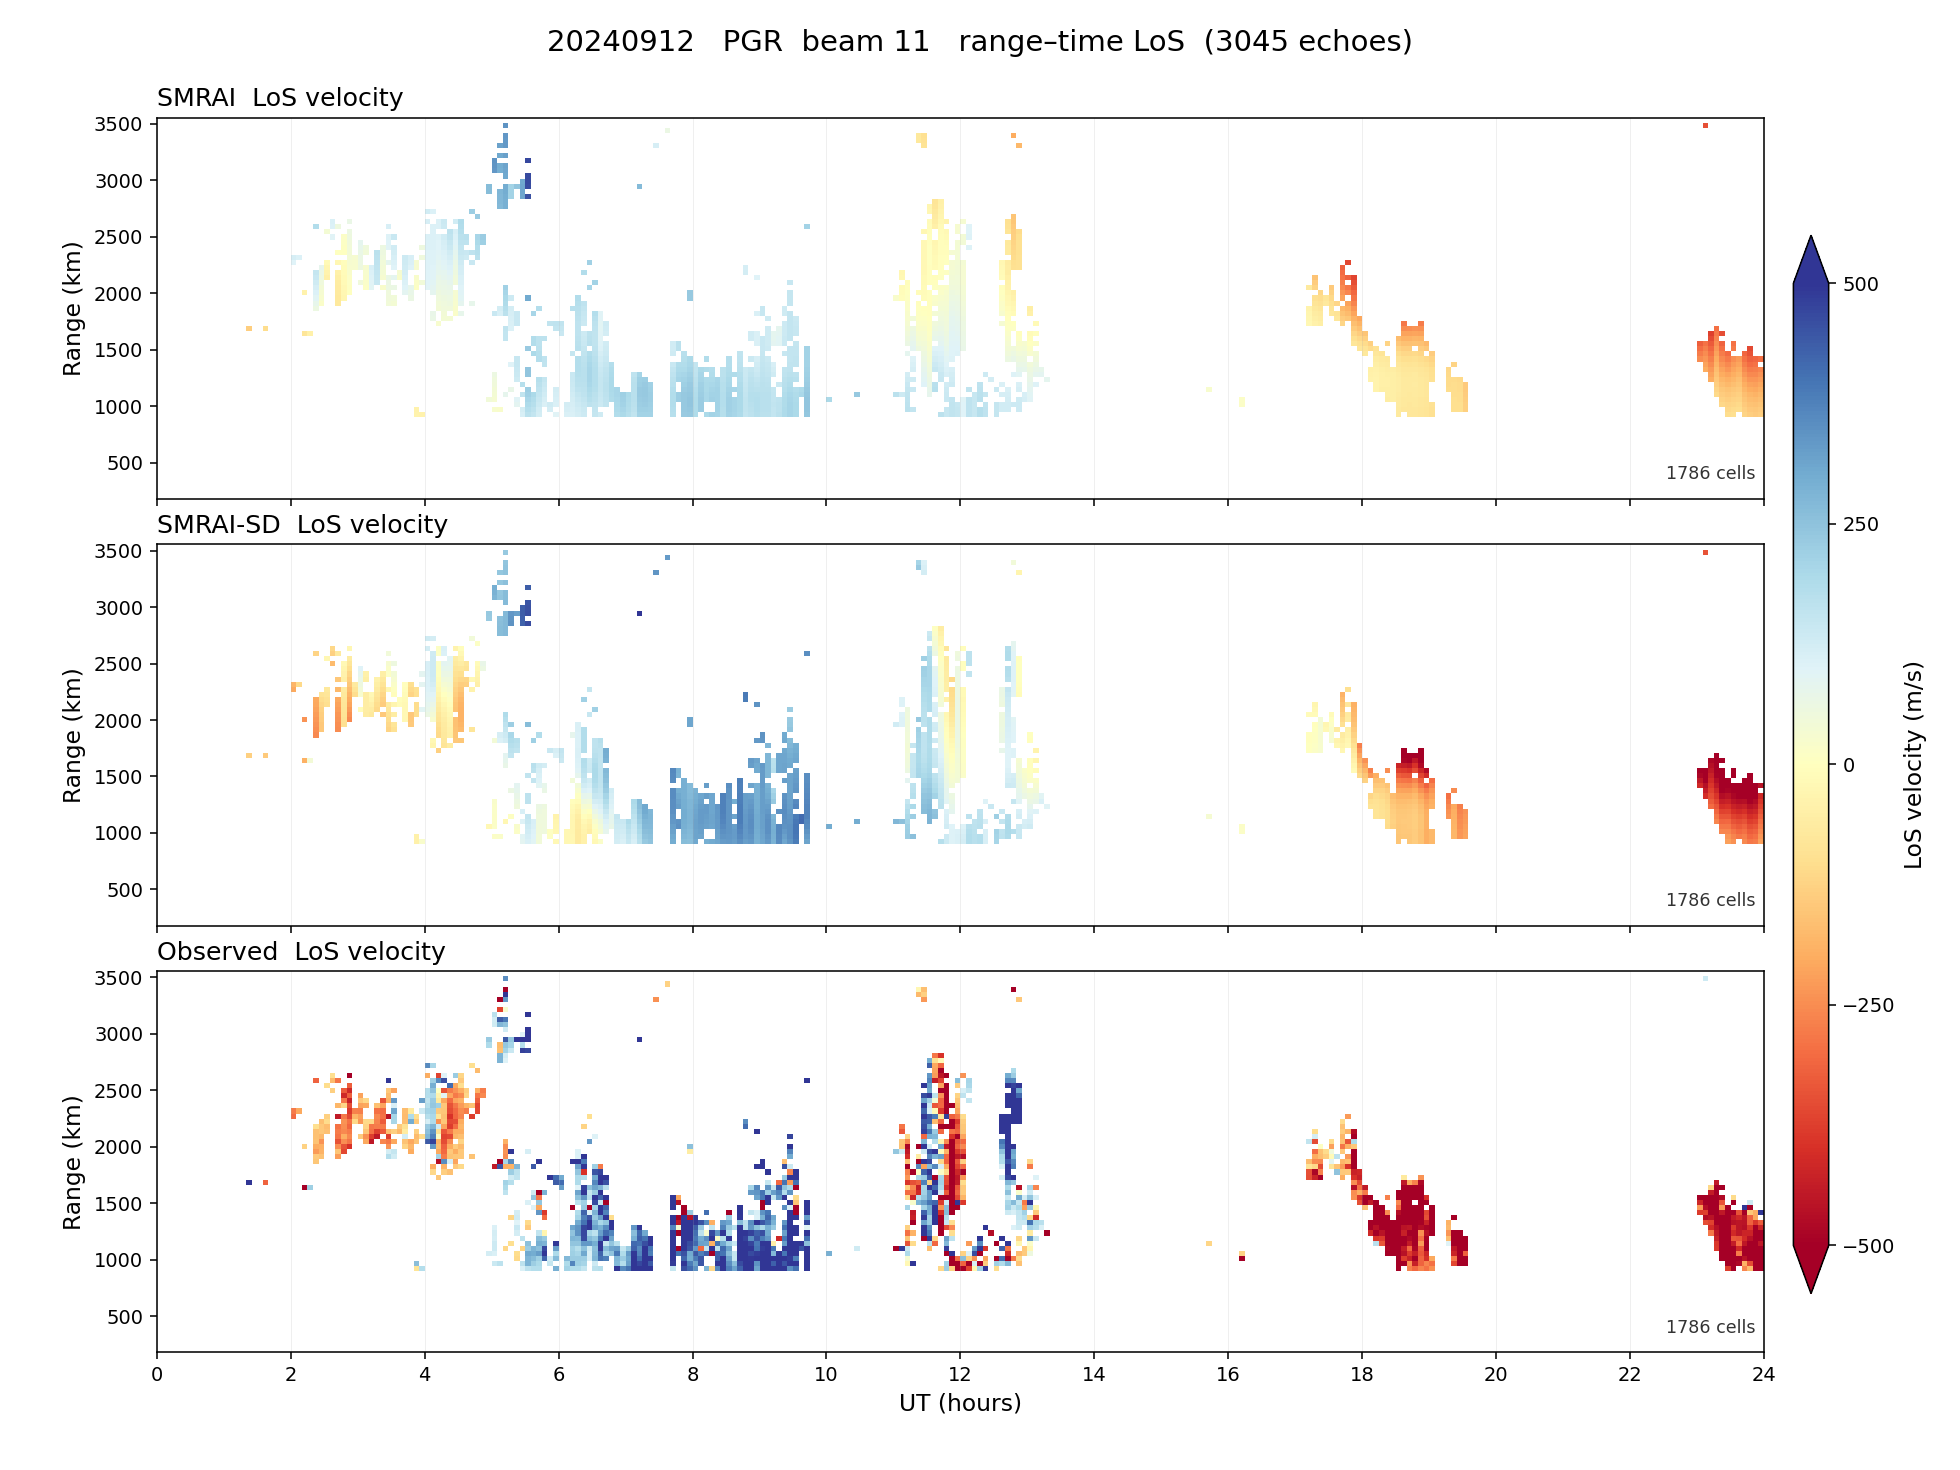 20240912   PGR  beam 11   range–time LoS  (3045 echoes)
SMRAI  LoS velocity
3500
3000
2500
2000
1500
1000
500
Range (km)
1786 cells
SMRAI-SD  LoS velocity
3500
3000
2500
2000
1500
1000
500
Range (km)
1786 cells
Observed  LoS velocity
3500
3000
2500
2000
1500
1000
500
Range (km)
1786 cells
0 2 4 6 8 10 12 14 16 18 20 22 24
UT (hours)
500
250
0
−250
−500
LoS velocity (m/s)